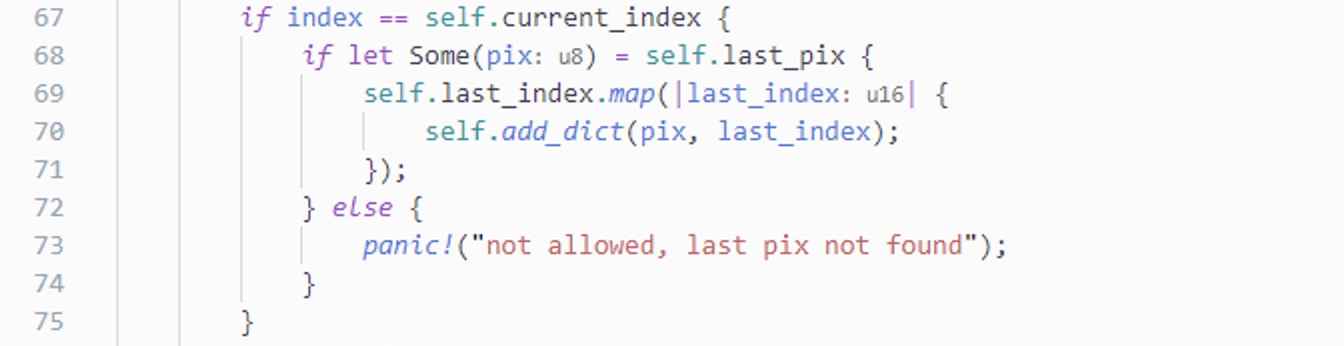 67 if index == self.current_index {
68 if let Some(pix: u8) = self.last_pix {
69 self.last_index.map(|last_index: u16| {
70 self.add_dict(pix, last_index);
71 });
72 } else {
73 panic!("not allowed, last pix not found");
74 }
75 }